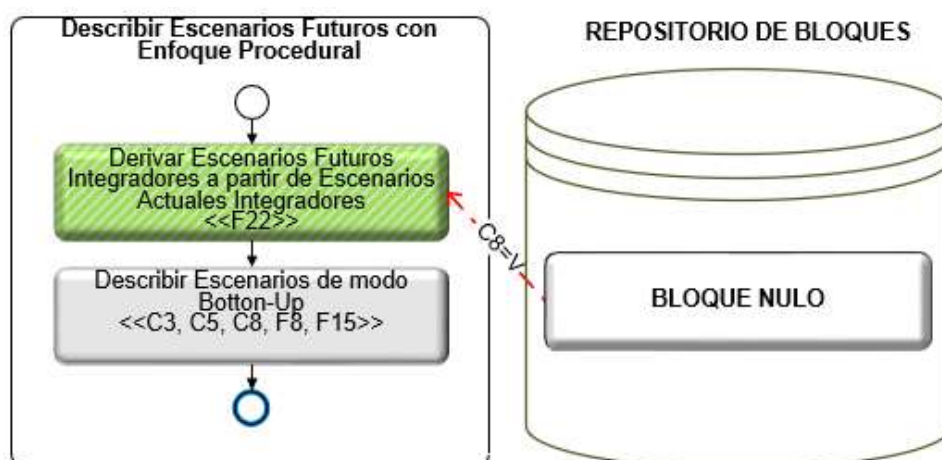 Describir Escenarios Futuros con
Enfoque Procedural
REPOSITORIO DE BLOQUES
Derivar Escenarios Futuros
Integradores a partir de Escenarios
Actuales Integradores
<<F22>>
C8=V
BLOQUE NULO
Describir Escenarios de modo
Botton-Up
<<C3, C5, C8, F8, F15>>